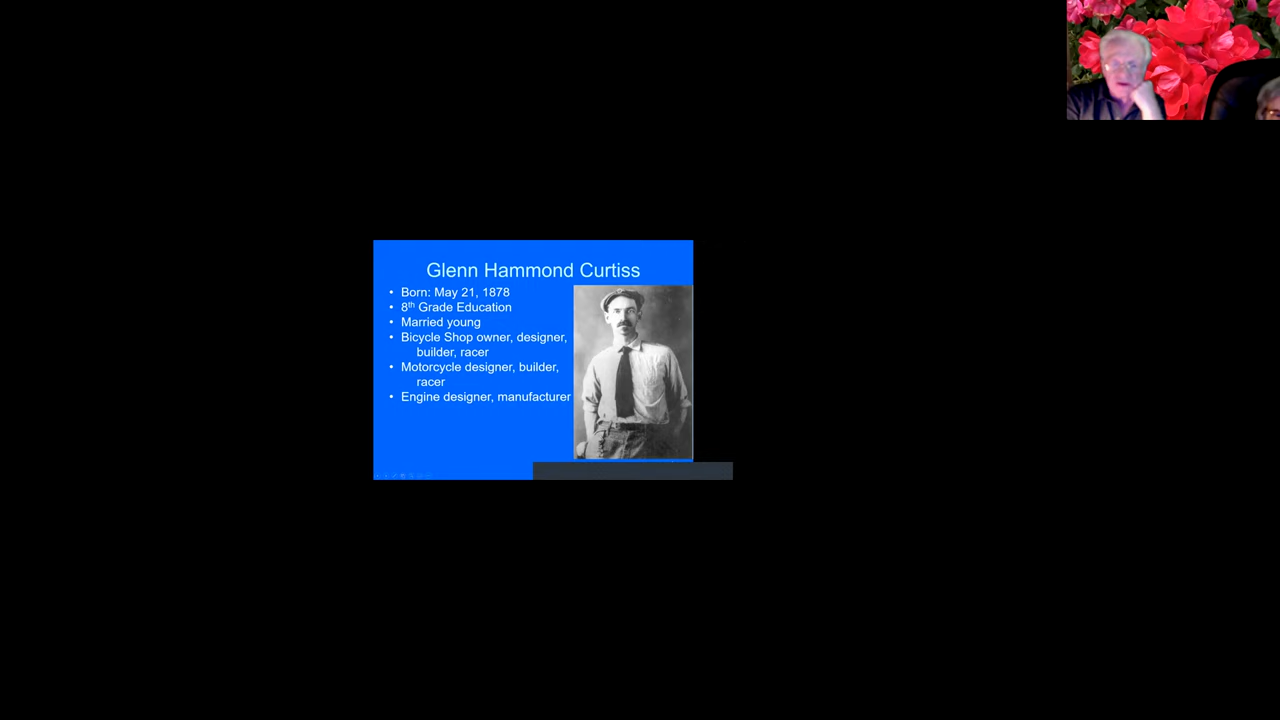 Glenn Hammond Curtiss
• Born: May 21, 1878
• 8th Grade Education
• Married young
• Bicycle Shop owner, designer,
builder, racer
• Motorcycle designer, builder,
racer
• Engine designer, manufacturer